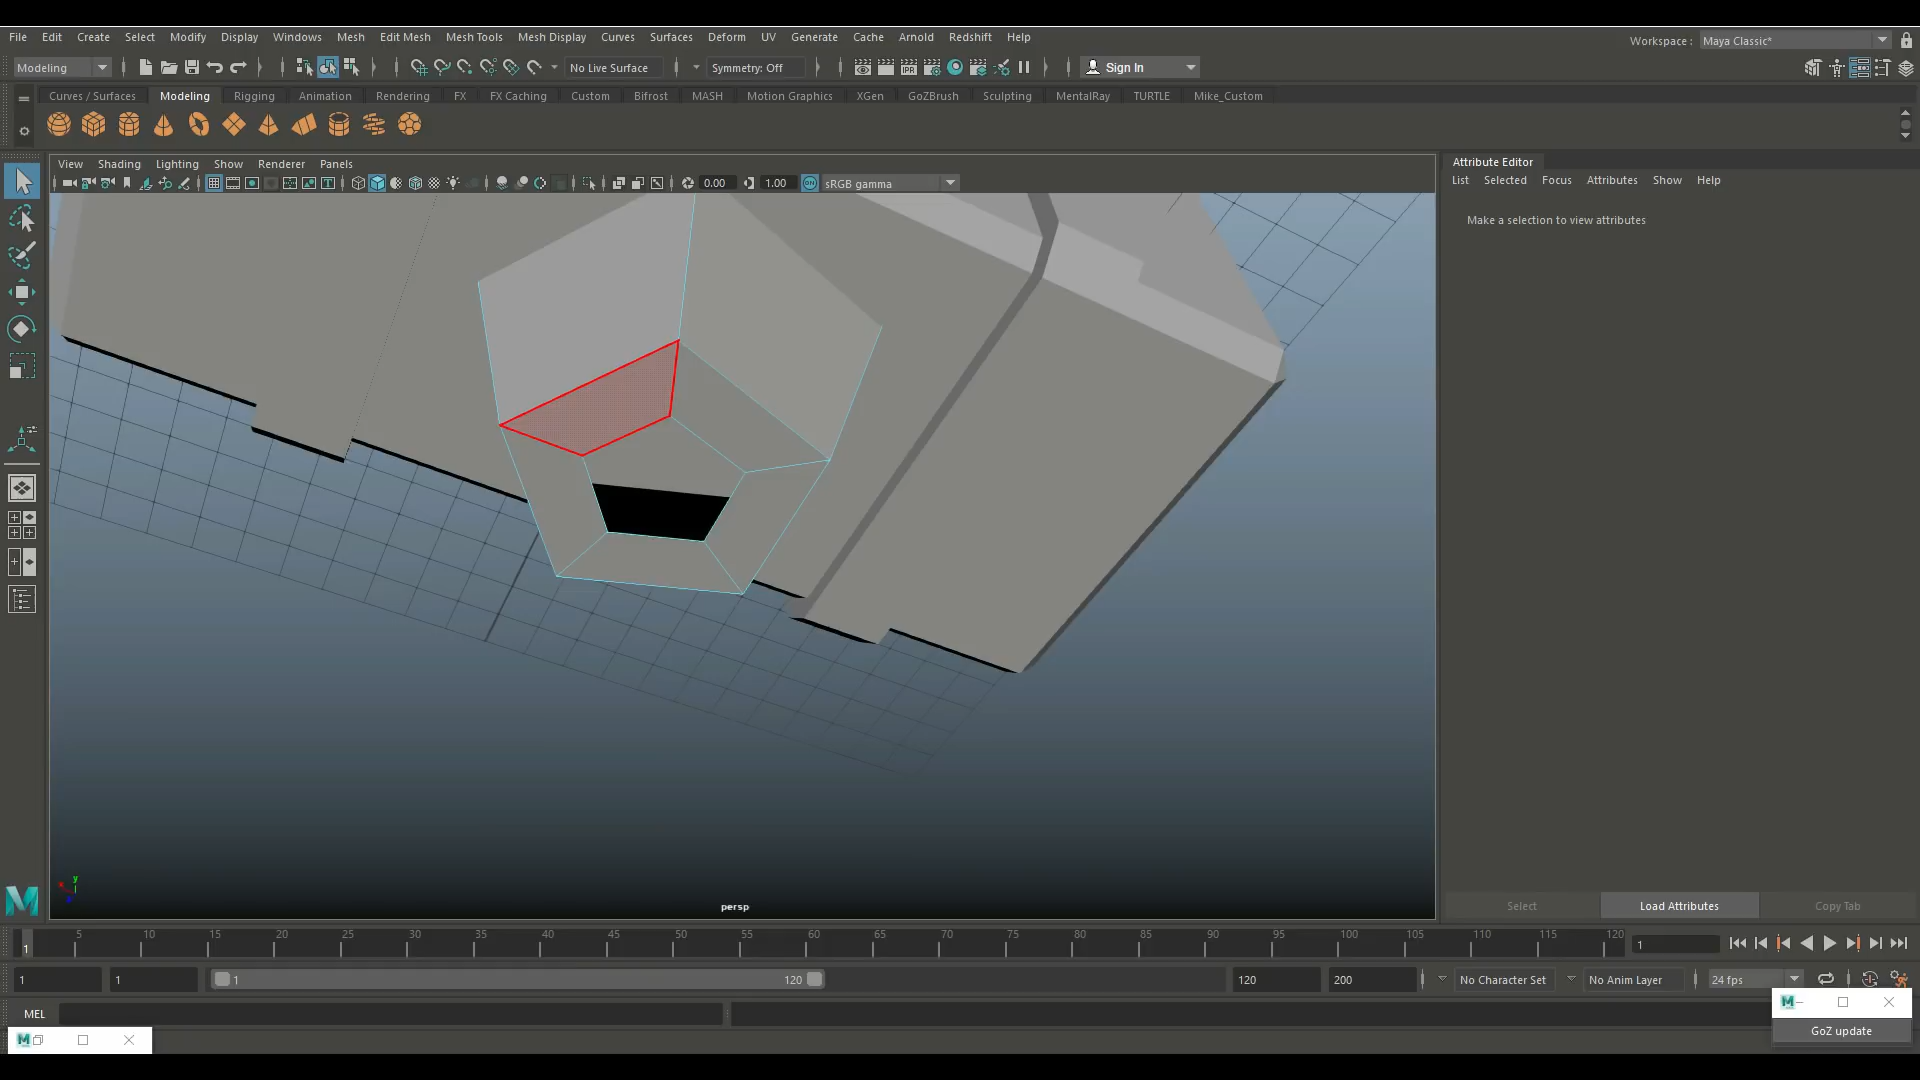 File Edit Create Select Modify Display Windows Mesh Edit Mesh Mesh Tools Mesh Display Curves Surfaces Deform UV Generate Cache Arnold Redshift Help
Workspace : Maya Classic*
Modeling No Live Surface Symmetry: Off IPR Sign In
Curves / Surfaces Modeling Rigging Animation Rendering FX FX Caching Custom Bifrost MASH Motion Graphics XGen GoZBrush Sculpting MentalRay TURTLE Mike_Custom
View Shading Lighting Show Renderer Panels
0.00 1.00 ON sRGB gamma
Attribute Editor
List Selected Focus Attributes Show Help
Make a selection to view attributes
y
x
persp
Select Load Attributes Copy Tab
1 5 10 15 20 25 30 35 40 45 50 55 60 65 70 75 80 85 90 95 100 105 110 115 120 1
1 1 1 120 120 200 No Character Set No Anim Layer 24 fps
MEL
GoZ update